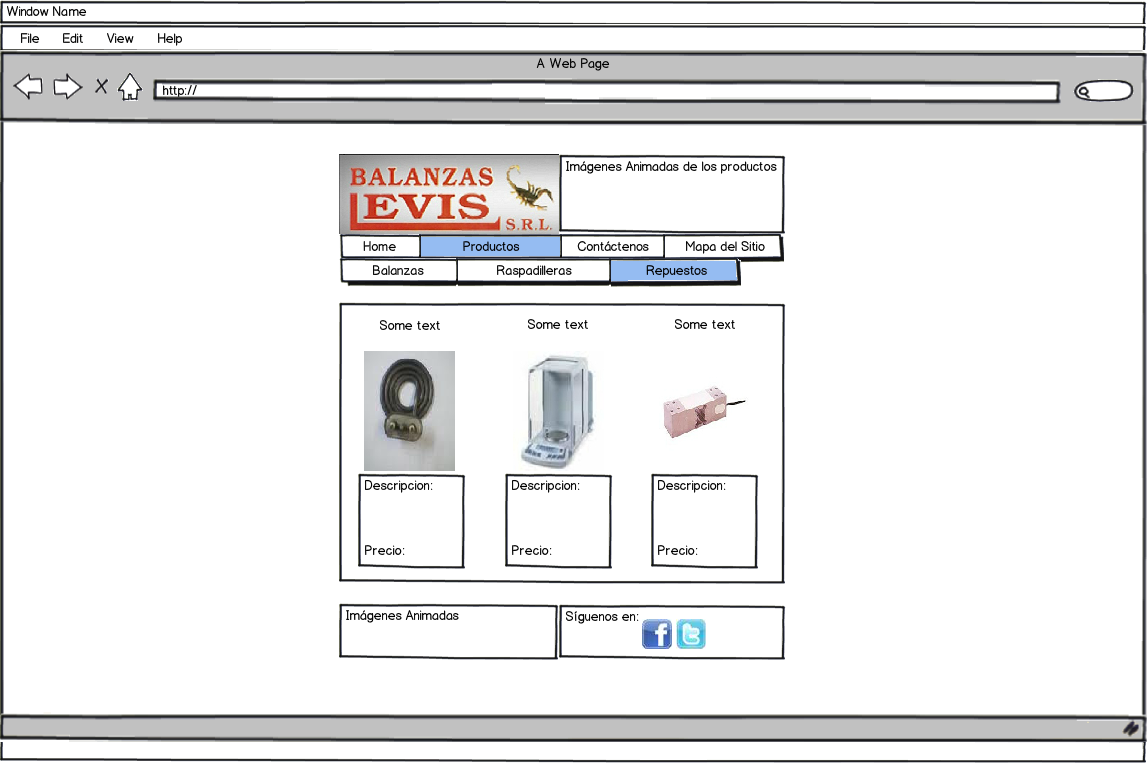 Window Name
File Edit View Help
A Web Page
http://
BALANZAS
LEVIS
S.R.L.
Imágenes Animadas de los productos
Home Productos Contáctenos Mapa del Sitio
Balanzas Raspadilleras Repuestos
Some text Some text Some text
Descripcion: Descripcion: Descripcion:
Precio: Precio: Precio:
Imágenes Animadas
Síguenos en: